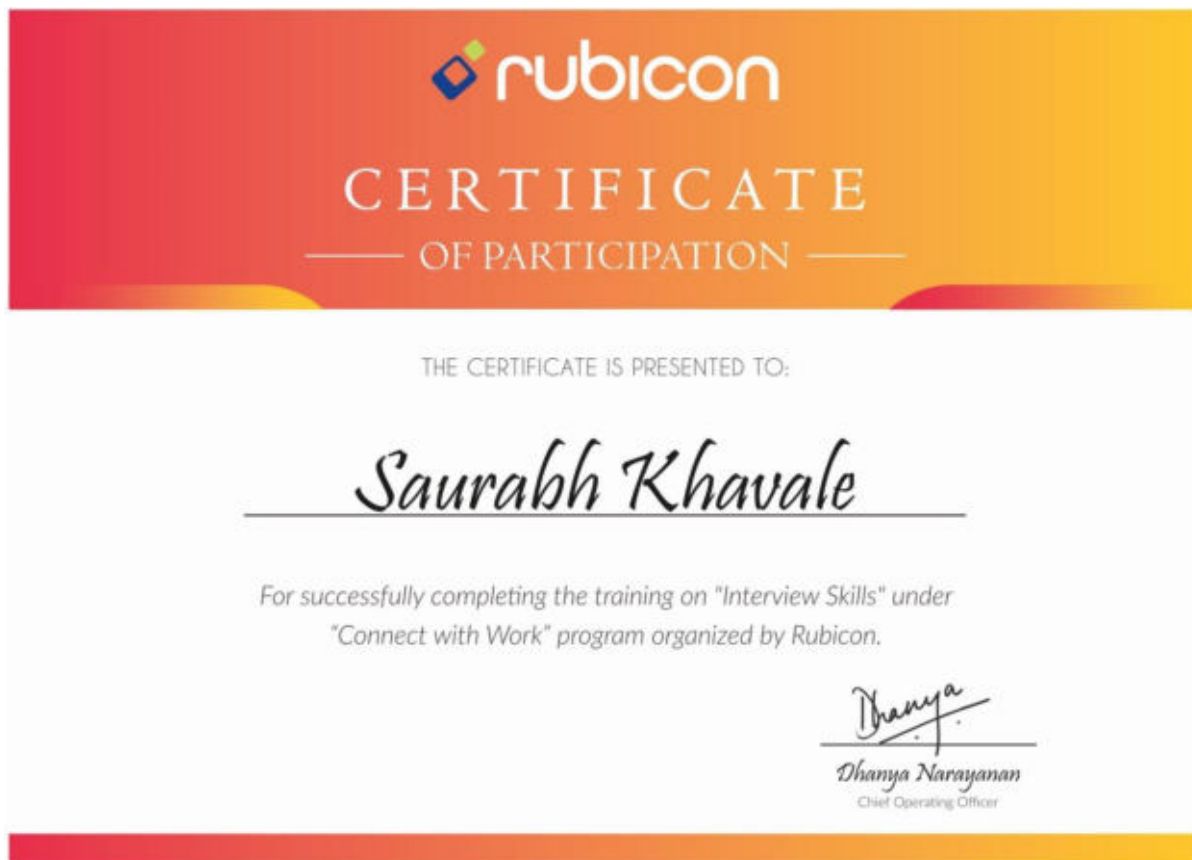 rubicon
CERTIFICATE
OF PARTICIPATION
THE CERTIFICATE IS PRESENTED TO:
Saurabh Khavale
For successfully completing the training on "Interview Skills" under
"Connect with Work" program organized by Rubicon.
Dhanya
Dhanya Narayanan
Chief Operating Officer